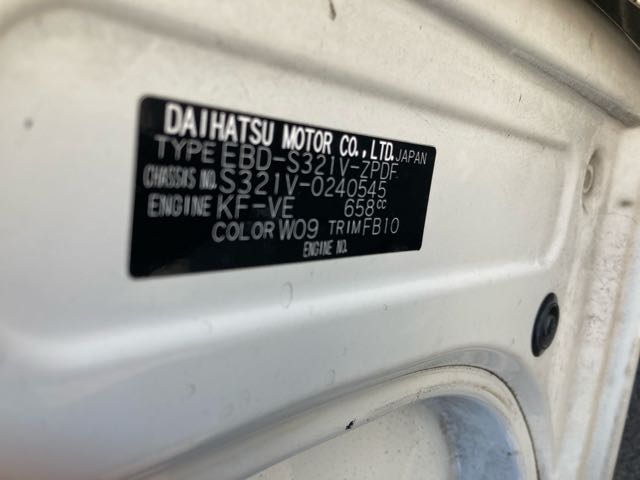 DAIHATSU MOTOR CO.,LTD. JAPAN
TYPE EBD-S321V-ZPDF
CHASSIS NO. S321V-0240545
ENGINE KF-VE 658cc
COLOR W09 TRIM FB10
ENGINE NO.